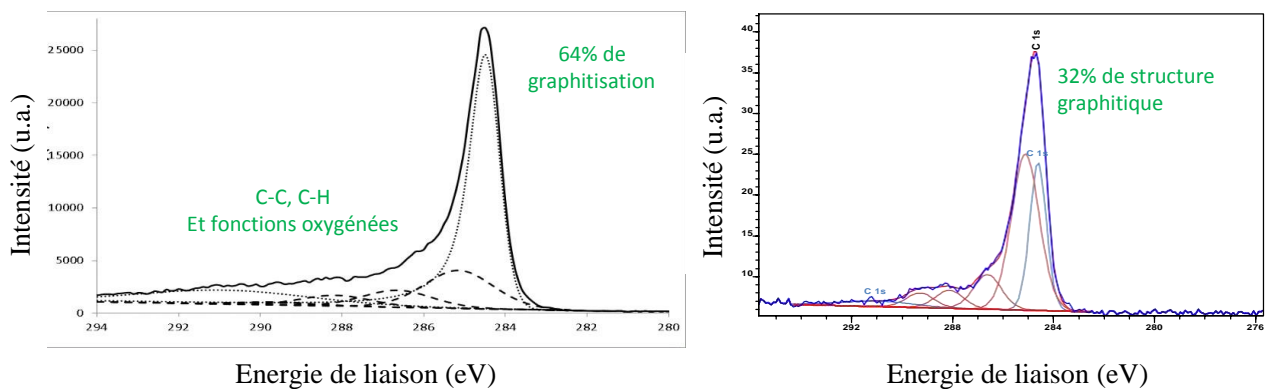 25000
20000
15000
10000
5000
0
294
292
290
288
286
284
282
280
Intensité (u.a.)
Energie de liaison (eV)
64% de
graphitisation
C-C, C-H
Et fonctions oxygénées
40
35
30
25
20
15
10
292
288
284
280
276
Intensité (u.a.)
Energie de liaison (eV)
C 1s
32% de structure
graphitique
C 1s
C 1s